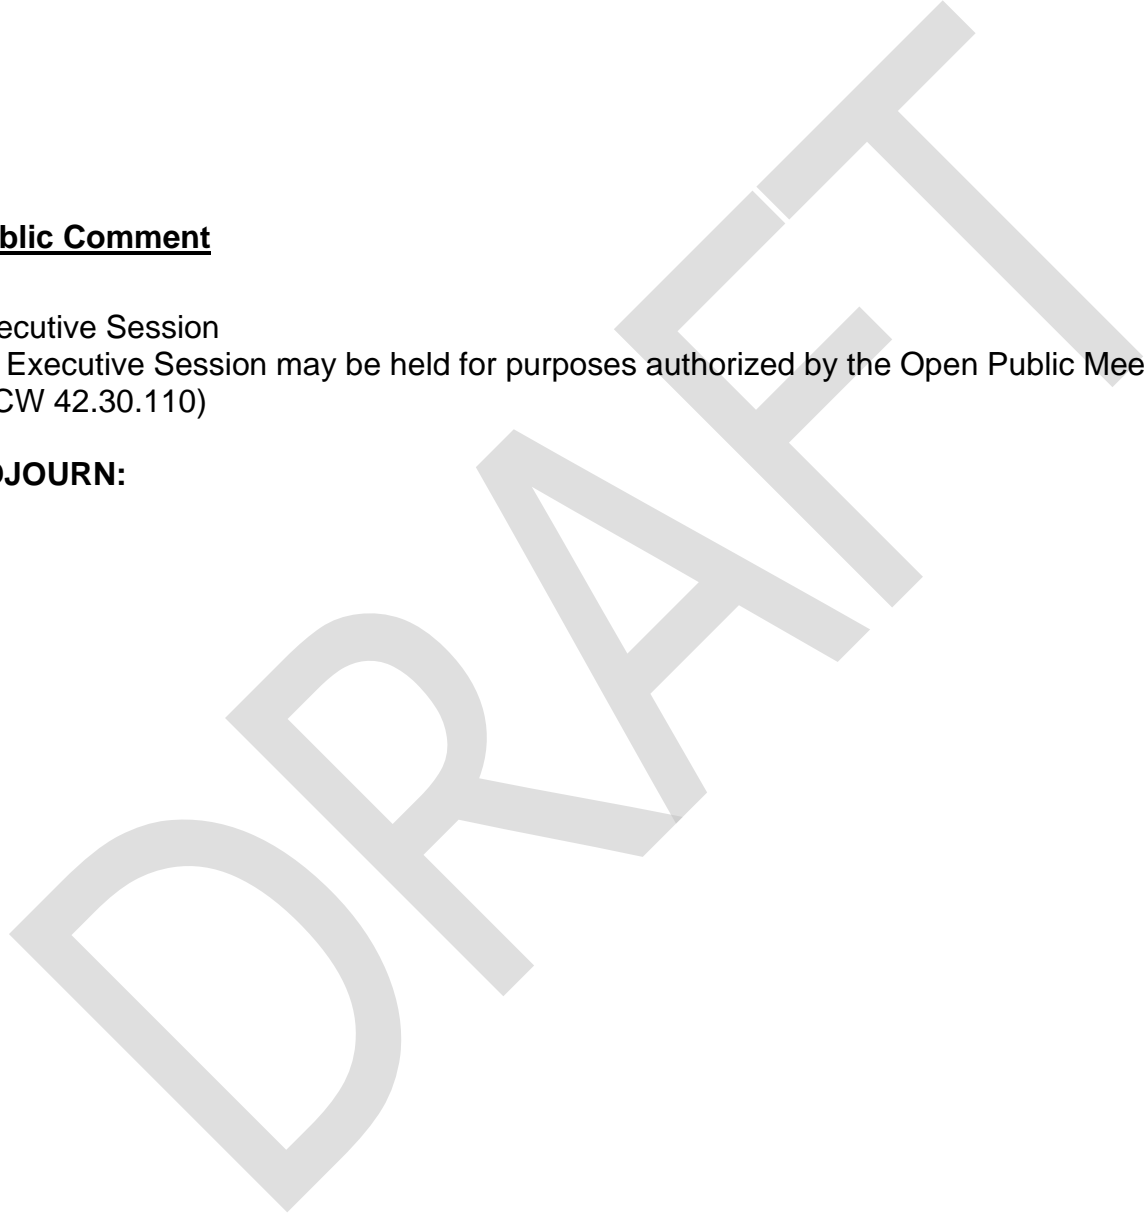 blic Comment
ecutive Session
Executive Session may be held for purposes authorized by the Open Public Mee
CW 42.30.110)
DJOURN:
DRAFT